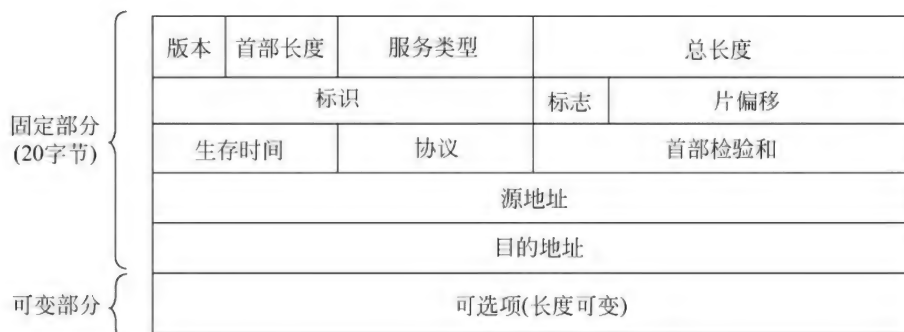 版本 首部长度 服务类型 总长度
标识 标志 片偏移
固定部分
(20字节)
生存时间 协议 首部检验和
源地址
目的地址
可变部分 可选项(长度可变)